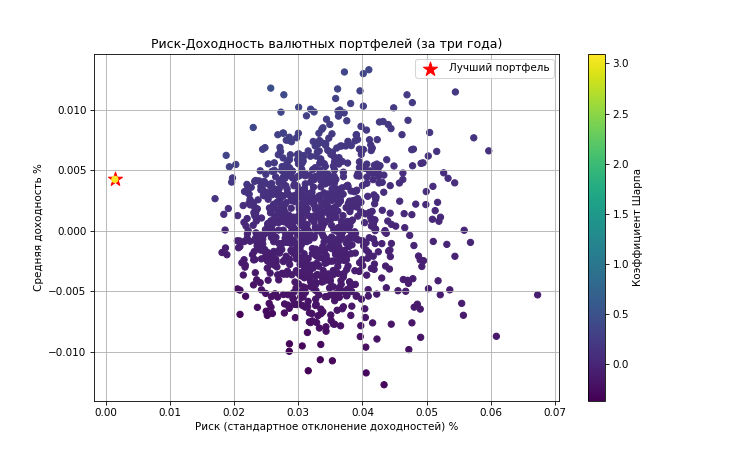 Риск-Доходность валютных портфелей (за три года)
Лучший портфель
Средняя доходность %
0.010
0.005
0.000
−0.005
−0.010
0.00 0.01 0.02 0.03 0.04 0.05 0.06 0.07
Риск (стандартное отклонение доходностей) %
3.0
2.5
2.0
1.5
1.0
0.5
0.0
Коэффициент Шарпа